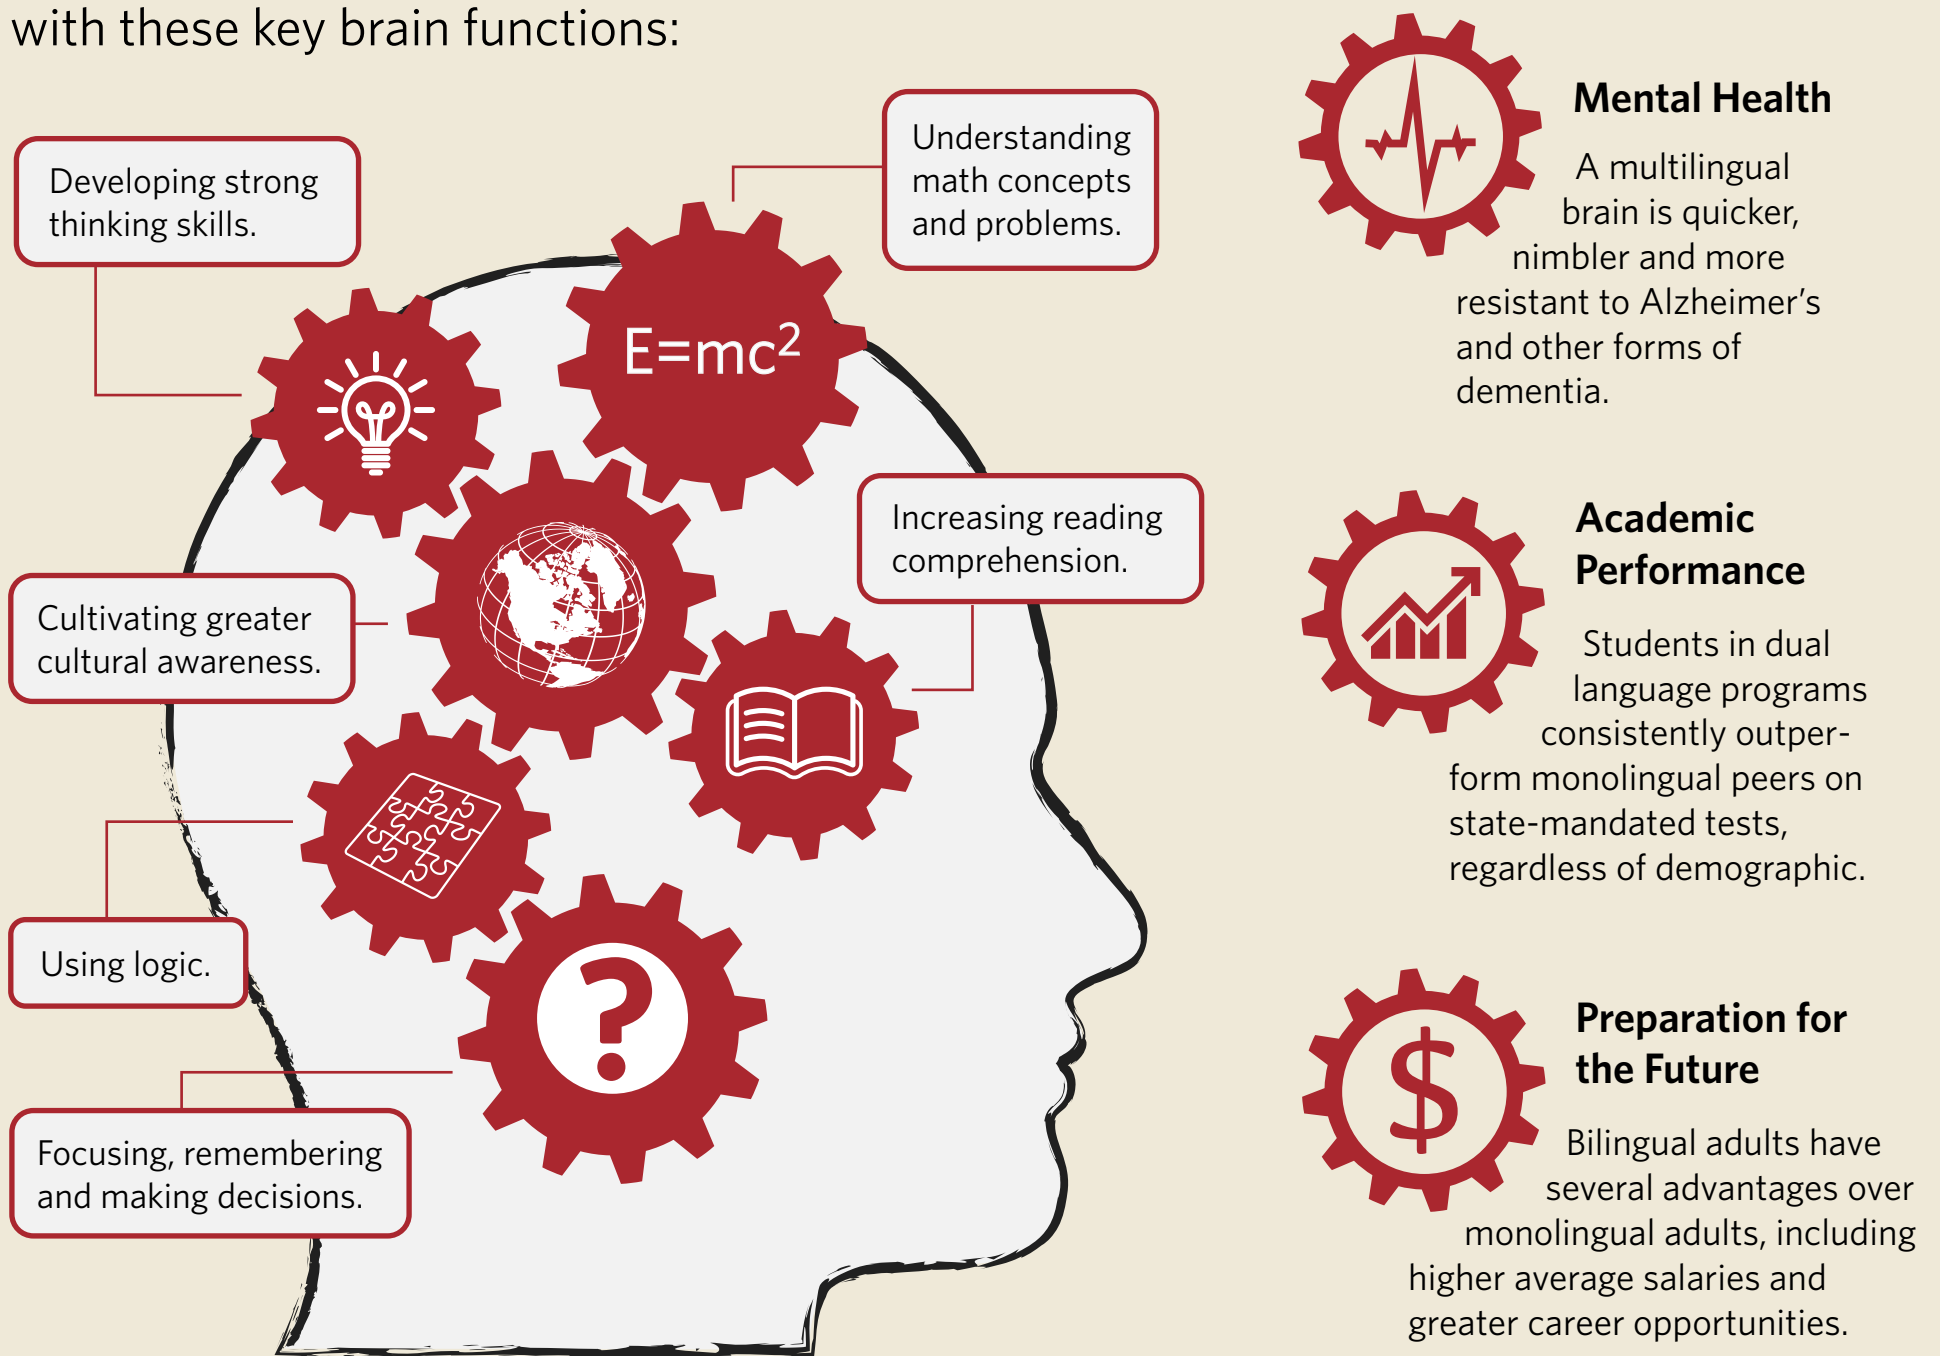 with these key brain functions:
Developing strong
thinking skills.
Understanding
math concepts
and problems.
E=mc²
Increasing reading
comprehension.
Cultivating greater
cultural awareness.
Using logic.
?
Focusing, remembering
and making decisions.
Mental Health
A multilingual
brain is quicker,
nimbler and more
resistant to Alzheimer’s
and other forms of
dementia.
Academic
Performance
Students in dual
language programs
consistently outper-
form monolingual peers on
state-mandated tests,
regardless of demographic.
$
Preparation for
the Future
Bilingual adults have
several advantages over
monolingual adults, including
higher average salaries and
greater career opportunities.